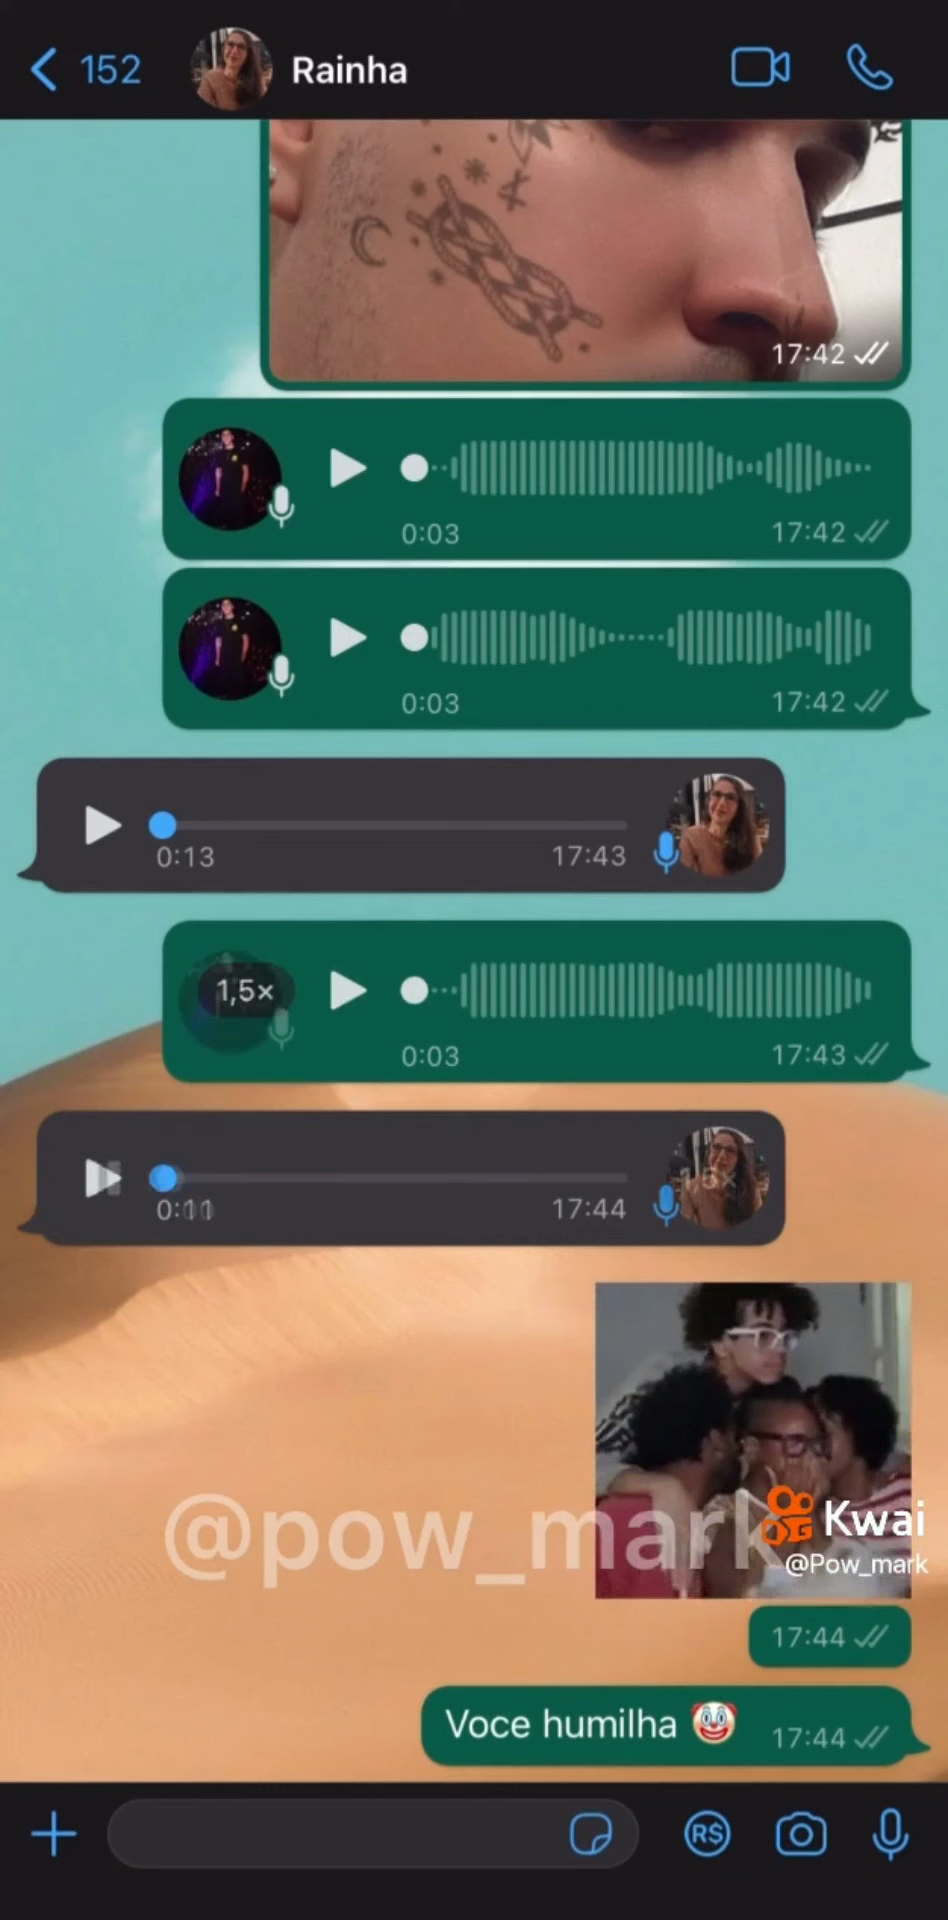 152 Rainha
17:42
0:03 17:42
0:03 17:42
0:13 17:43
1,5×
0:03 17:43
17:44
@pow_mark
Kwai
@Pow_mark
17:44
Voce humilha 🤡 17:44
R$